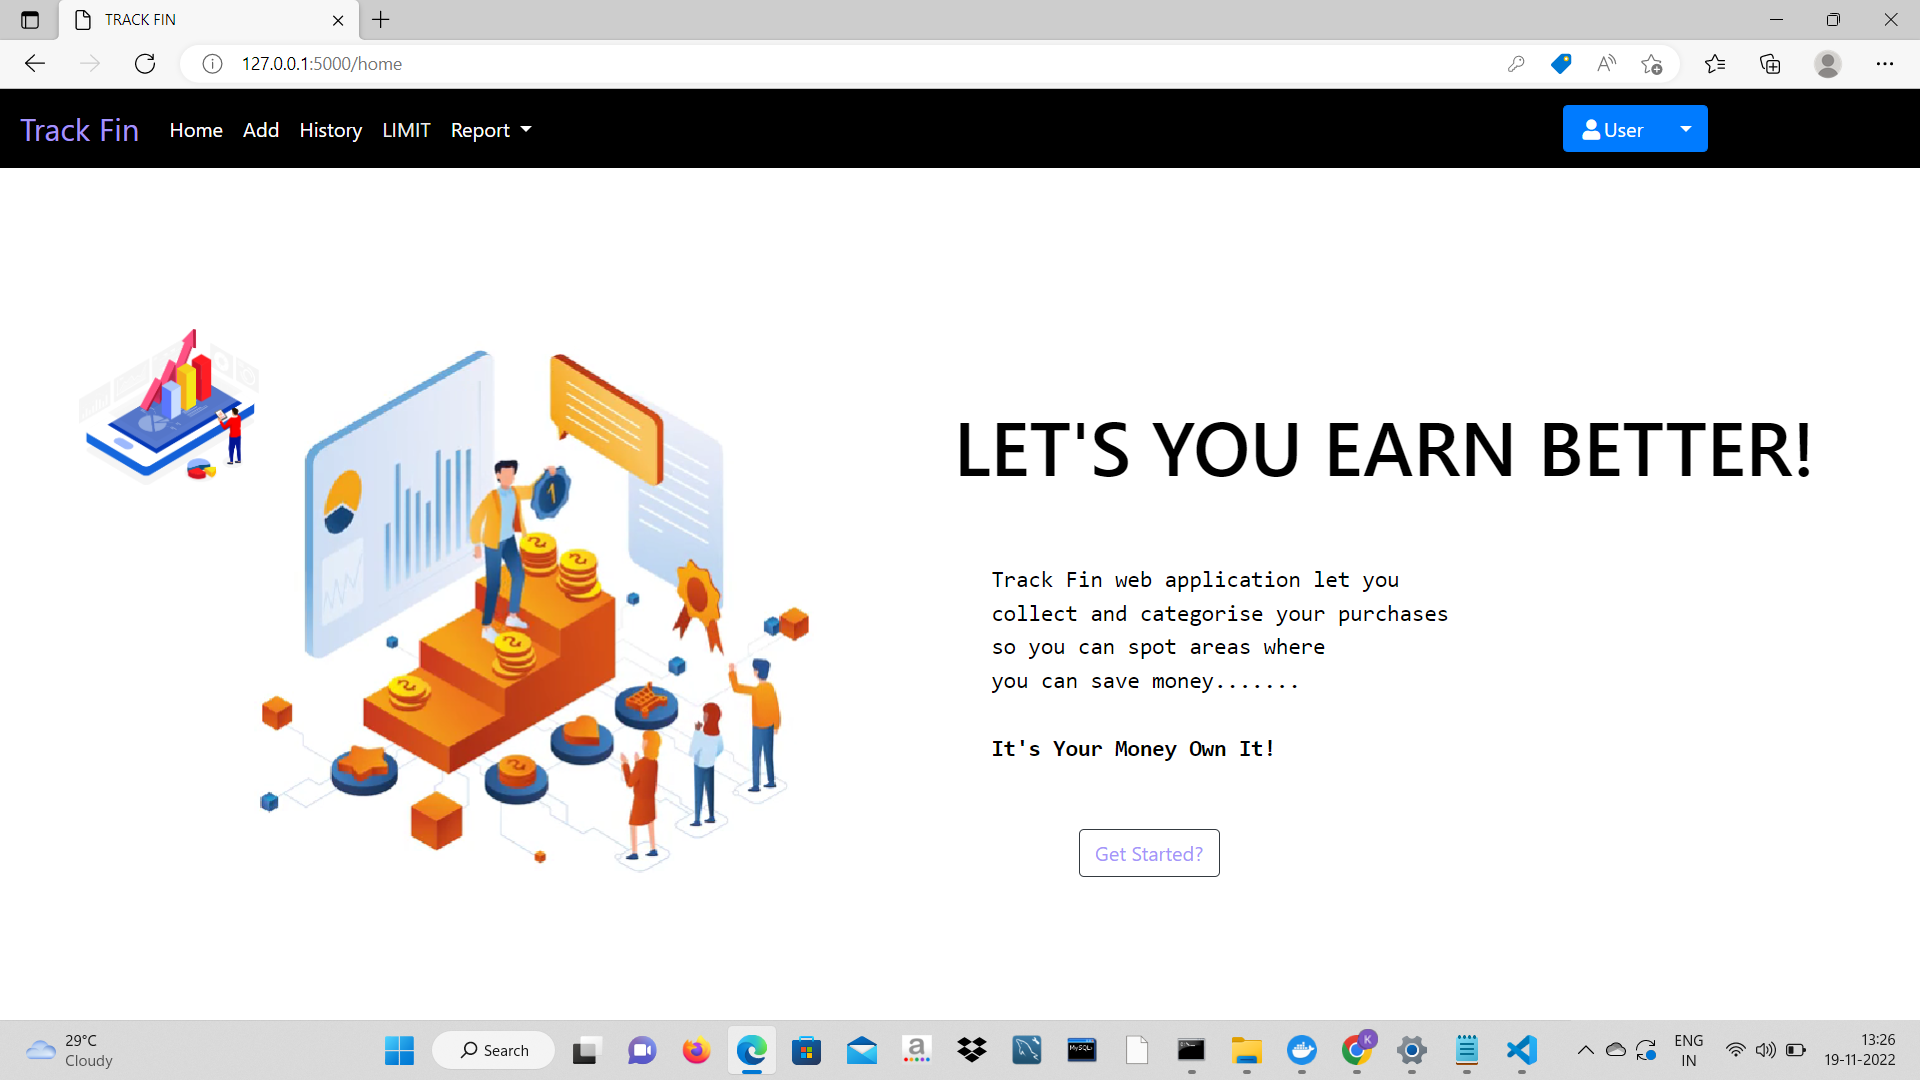 TRACK FIN
127.0.0.1:5000/home
Track Fin
Home Add History LIMIT Report
User
LET'S YOU EARN BETTER!
Track Fin web application let you
collect and categorise your purchases
so you can spot areas where
you can save money.......
It's Your Money Own It!
Get Started?
29°C
Cloudy
Search
ENG
IN
13:26
19-11-2022